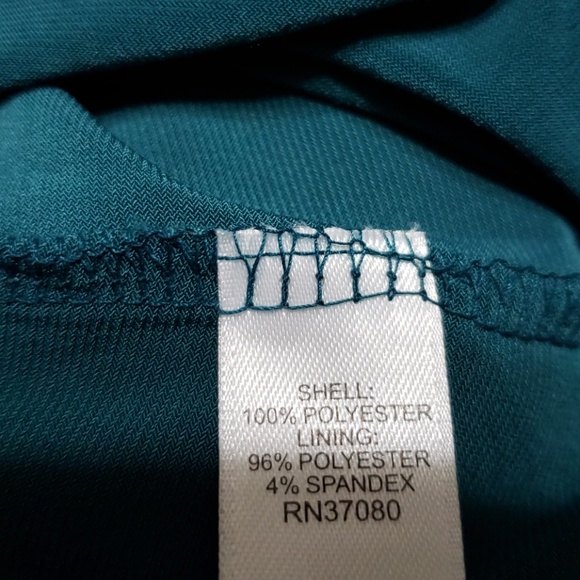 SHELL:
100% POLYESTER
LINING:
96% POLYESTER
4% SPANDEX
RN37080